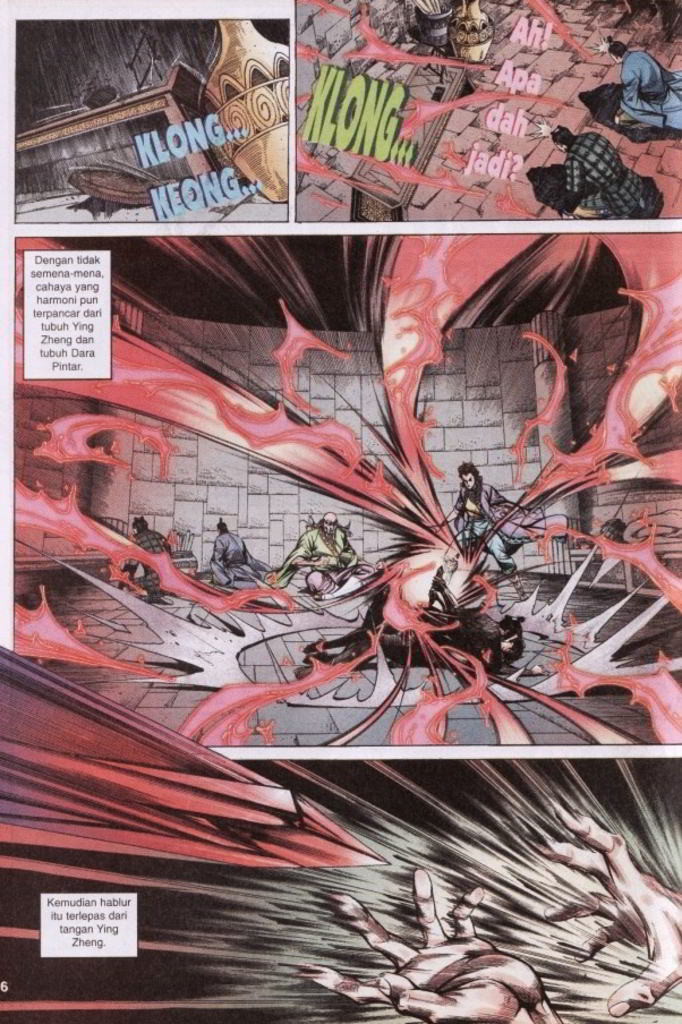 KLONG...
KEONG...
KLONG...
Ah!
Apa
dah
jadi?
Dengan tidak
semena-mena,
cahaya yang
harmoni pun
terpancar dari
tubuh Ying
Zheng dan
tubuh Dara
Pintar.
Kemudian hablur
itu terlepas dari
tangan Ying
Zheng.
6